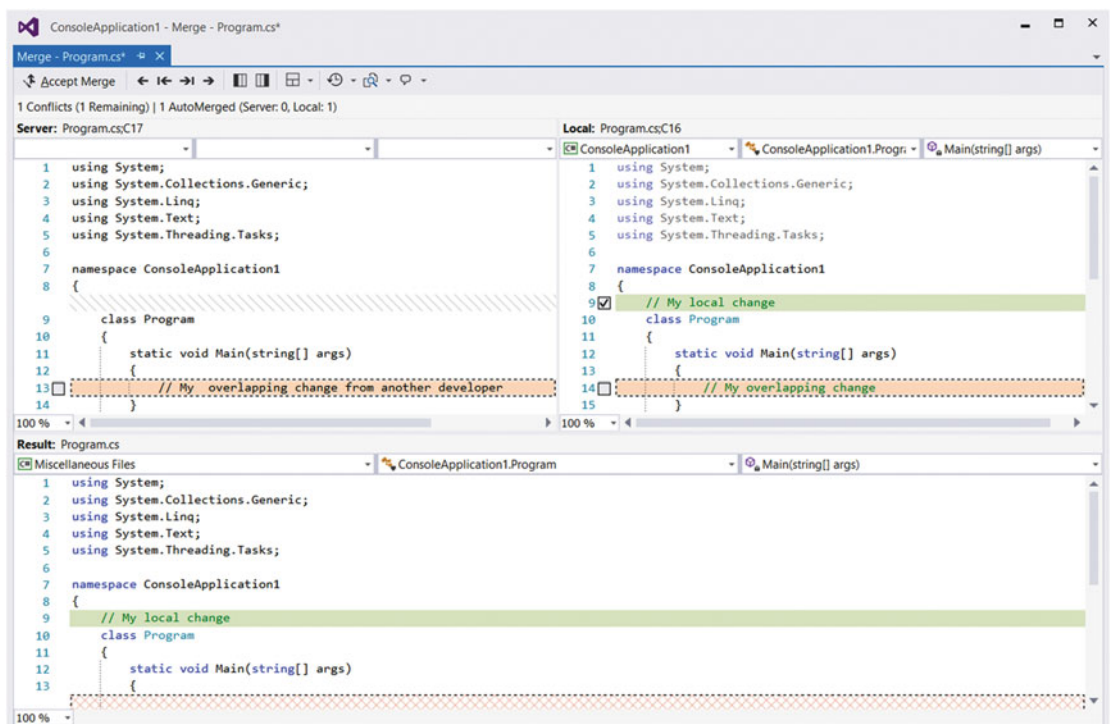 ConsoleApplication1 - Merge - Program.cs*
Merge - Program.cs*
Accept Merge
1 Conflicts (1 Remaining) | 1 AutoMerged (Server: 0, Local: 1)
Server: Program.cs;C17
1 using System;
2 using System.Collections.Generic;
3 using System.Linq;
4 using System.Text;
5 using System.Threading.Tasks;
6
7 namespace ConsoleApplication1
8 {
9 class Program
10 {
11 static void Main(string[] args)
12 {
13 // My  overlapping change from another developer
14 }
100 %
Local: Program.cs;C16
C# ConsoleApplication1 ConsoleApplication1.Progra Main(string[] args)
1 using System;
2 using System.Collections.Generic;
3 using System.Linq;
4 using System.Text;
5 using System.Threading.Tasks;
6
7 namespace ConsoleApplication1
8 {
9 // My local change
10 class Program
11 {
12 static void Main(string[] args)
13 {
14 // My overlapping change
15 }
100 %
Result: Program.cs
C# Miscellaneous Files ConsoleApplication1.Program Main(string[] args)
1 using System;
2 using System.Collections.Generic;
3 using System.Linq;
4 using System.Text;
5 using System.Threading.Tasks;
6
7 namespace ConsoleApplication1
8 {
9 // My local change
10 class Program
11 {
12 static void Main(string[] args)
13 {
100 %